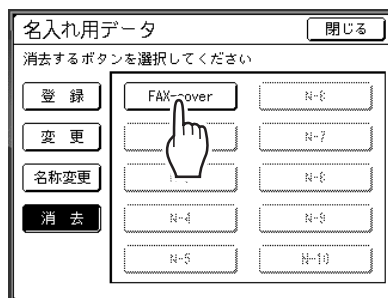 名入れ用データ
閉じる
消去するボタンを選択してください
登 録
FAX-cover
N-6
変 更
N-7
名称変更
N-8
消 去
N-4
N-9
N-5
N-10